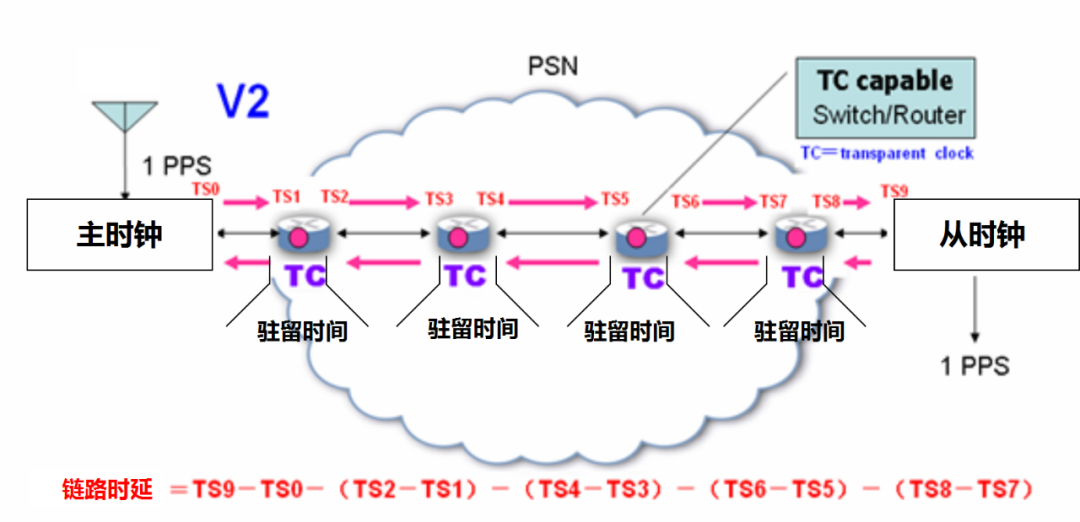 PSN
TC capable
Switch/Router
TC=transparent clock
V2
1 PPS
TS0 TS1 TS2 TS3 TS4 TS5 TS6 TS7 TS8 TS9
主时钟
从时钟
TC TC TC TC
驻留时间 驻留时间 驻留时间 驻留时间
1 PPS
链路时延 =TS9-TS0-(TS2-TS1)-(TS4-TS3)-(TS6-TS5)-(TS8-TS7)